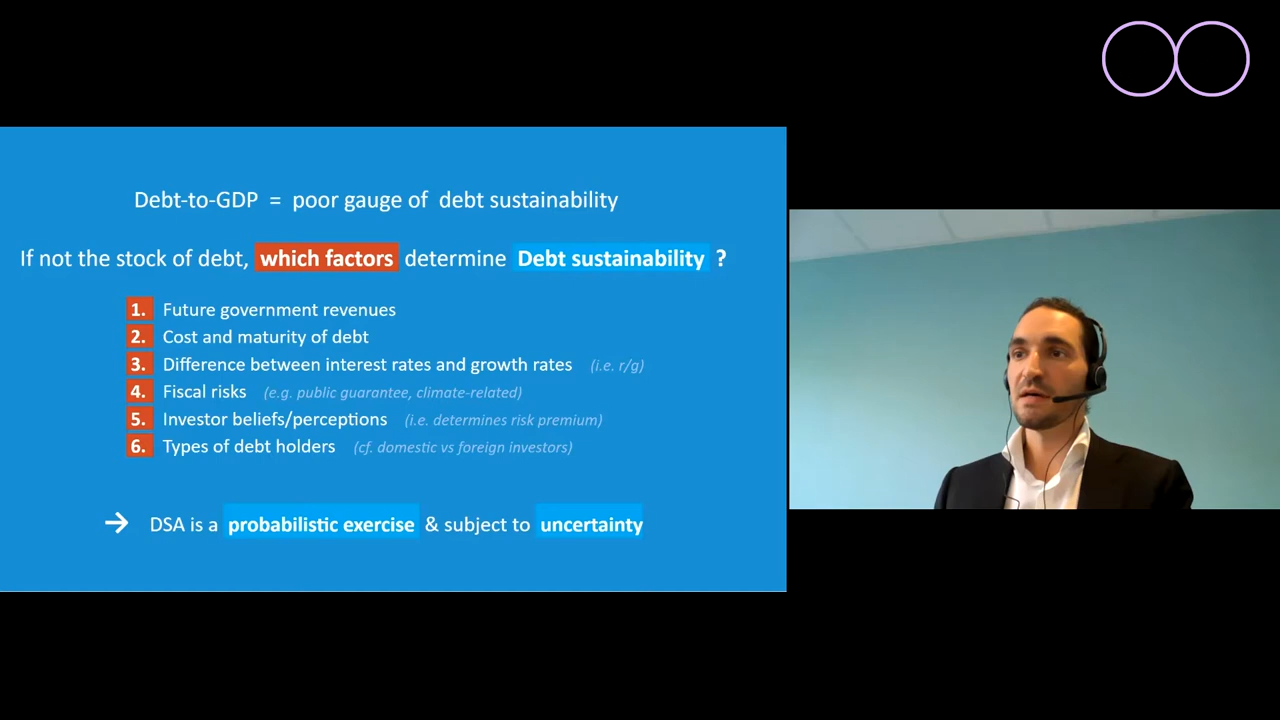 Debt-to-GDP = poor gauge of debt sustainability
If not the stock of debt, which factors determine Debt sustainability ?
1. Future government revenues
2. Cost and maturity of debt
3. Difference between interest rates and growth rates (i.e. r/g)
4. Fiscal risks (e.g. public guarantee, climate-related)
5. Investor beliefs/perceptions (i.e. determines risk premium)
6. Types of debt holders (cf. domestic vs foreign investors)
→ DSA is a probabilistic exercise & subject to uncertainty